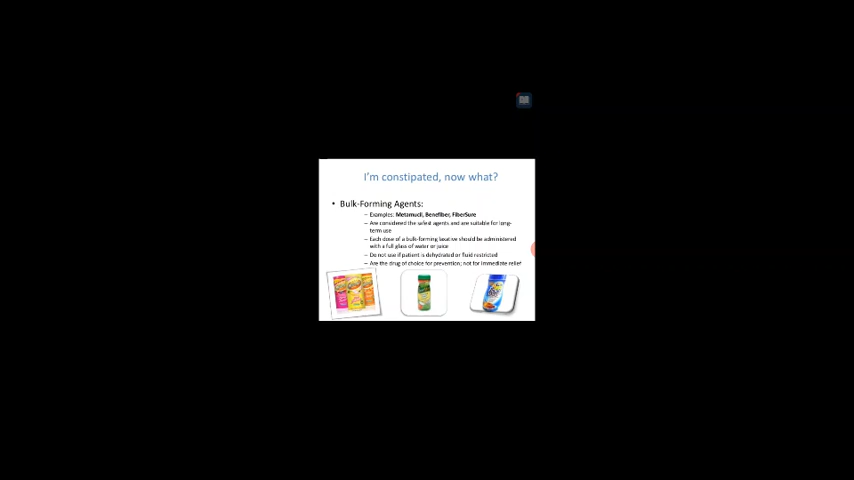 I'm constipated, now what?
• Bulk-Forming Agents:
– Examples: Metamucil, Benefiber, FiberSure
– Are considered the safest agents and are suitable for long-
term use
– Each dose of a bulk-forming laxative should be administered
with a full glass of water or juice
– Do not use if patient is dehydrated or fluid restricted
– Are the drug of choice for prevention; not for immediate relief